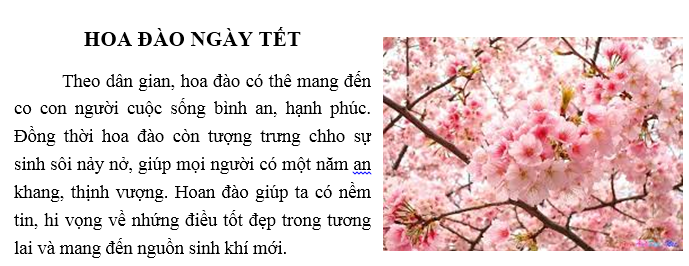 HOA ĐÀO NGÀY TẾT
Theo dân gian, hoa đào có thê mang đến
co con người cuộc sống bình an, hạnh phúc.
Đồng thời hoa đào còn tượng trưng chho sự
sinh sôi nảy nở, giúp mọi người có một năm an
khang, thịnh vượng. Hoan đào giúp ta có nềm
tin, hi vọng về những điều tốt đẹp trong tương
lai và mang đến nguồn sinh khí mới.